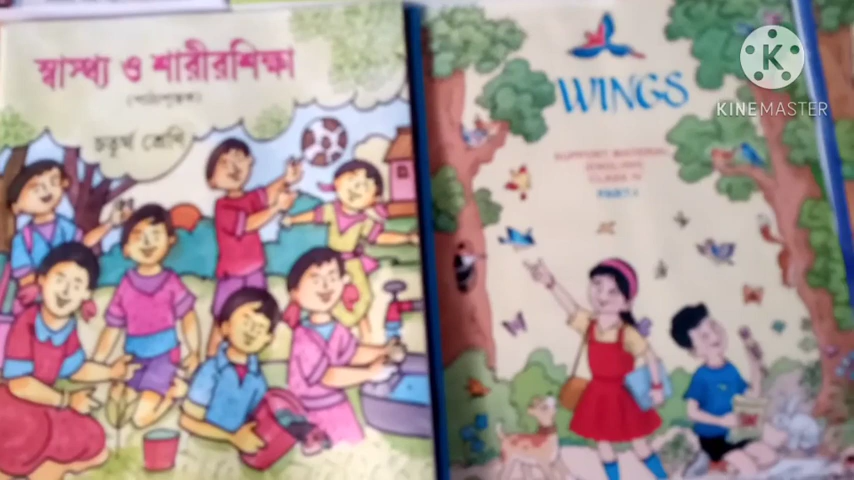 স্বাস্থ্য ও শারীরশিক্ষা
(পাঠ্যপুস্তক)
চতুর্থ শ্রেণি
WINGS
SUPPORT MATERIAL
ENGLISH
CLASS IV
PART-I
KINEMASTER